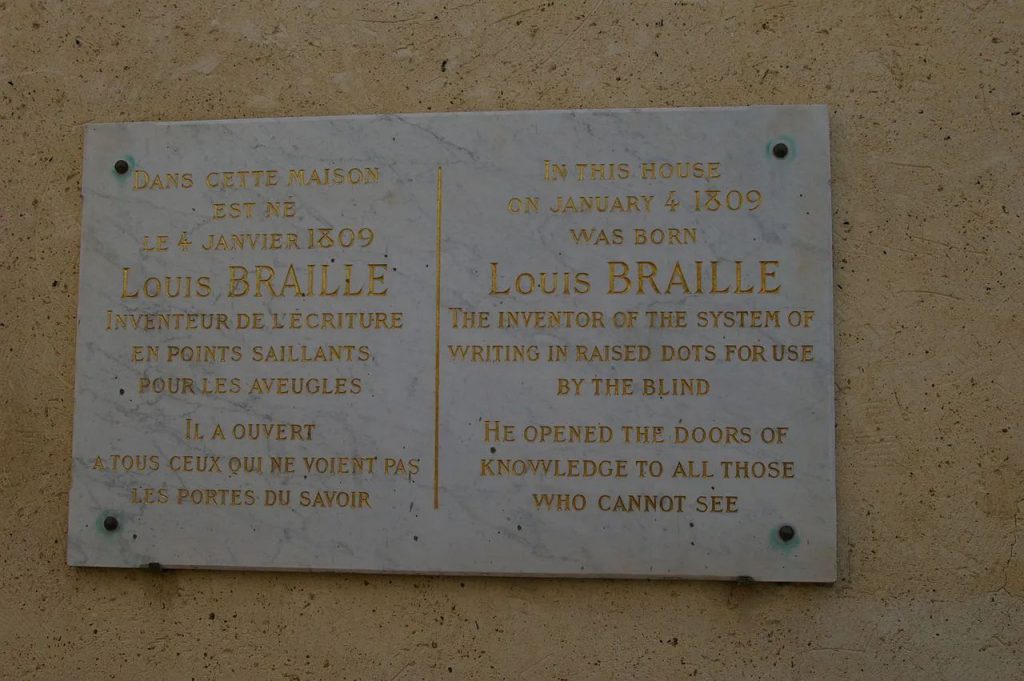 DANS CETTE MAISON
EST NÉ
LE 4 JANVIER 1809
LOUIS BRAILLE
INVENTEUR DE L'ÉCRITURE
EN POINTS SAILLANTS
POUR LES AVEUGLES
IL A OUVERT
A TOUS CEUX QUI NE VOIENT PAS
LES PORTES DU SAVOIR
IN THIS HOUSE
ON JANUARY 4 1809
WAS BORN
LOUIS BRAILLE
THE INVENTOR OF THE SYSTEM OF
WRITING IN RAISED DOTS FOR USE
BY THE BLIND
HE OPENED THE DOORS OF
KNOWLEDGE TO ALL THOSE
WHO CANNOT SEE